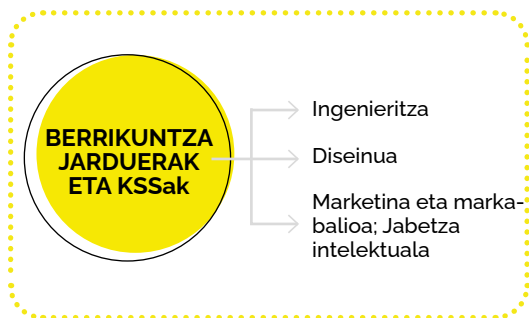 BERRIKUNTZA
JARDUERAK
ETA KSSak
Ingenieritza
Diseinua
Marketina eta marka-
balioa; Jabetza
intelektuala